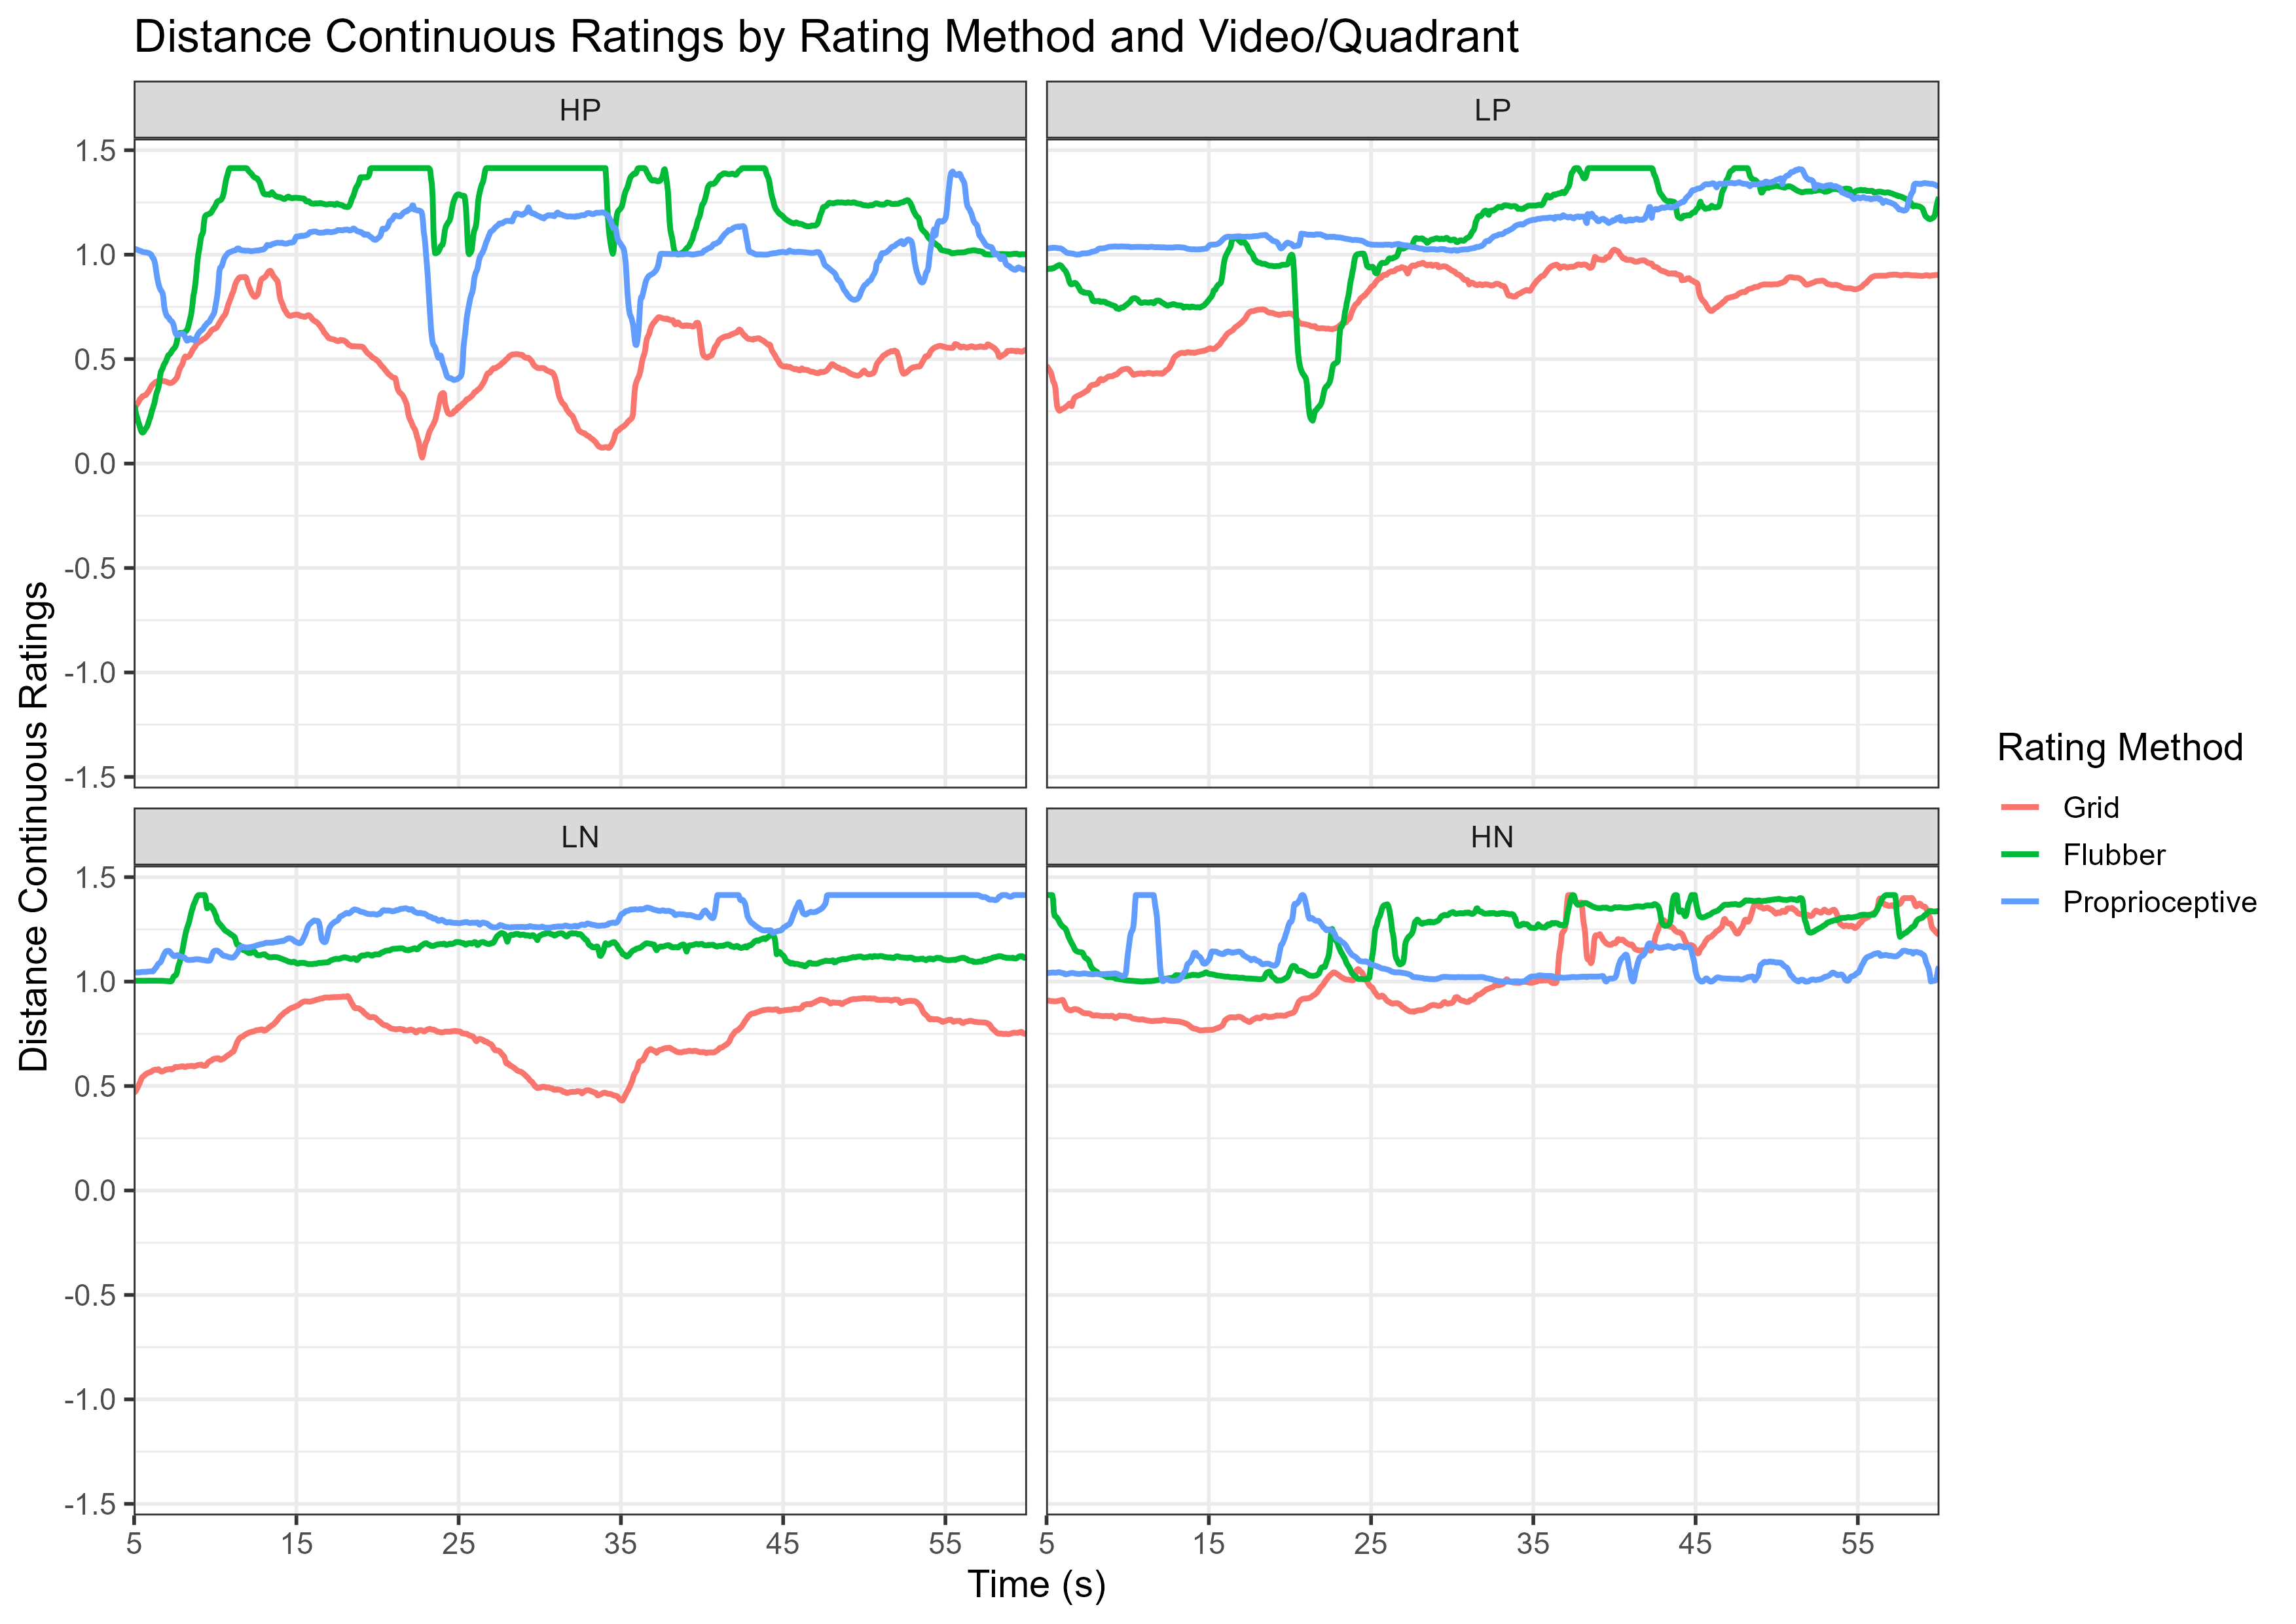 Distance Continuous Ratings by Rating Method and Video/Quadrant
HP
LP
1.5
1.0
0.5
0.0
-0.5
-1.0
-1.5
LN
HN
1.5
1.0
0.5
0.0
-0.5
-1.0
-1.5
5 15 25 35 45 55
5 15 25 35 45 55
Time (s)
Distance Continuous Ratings
Rating Method
Grid
Flubber
Proprioceptive